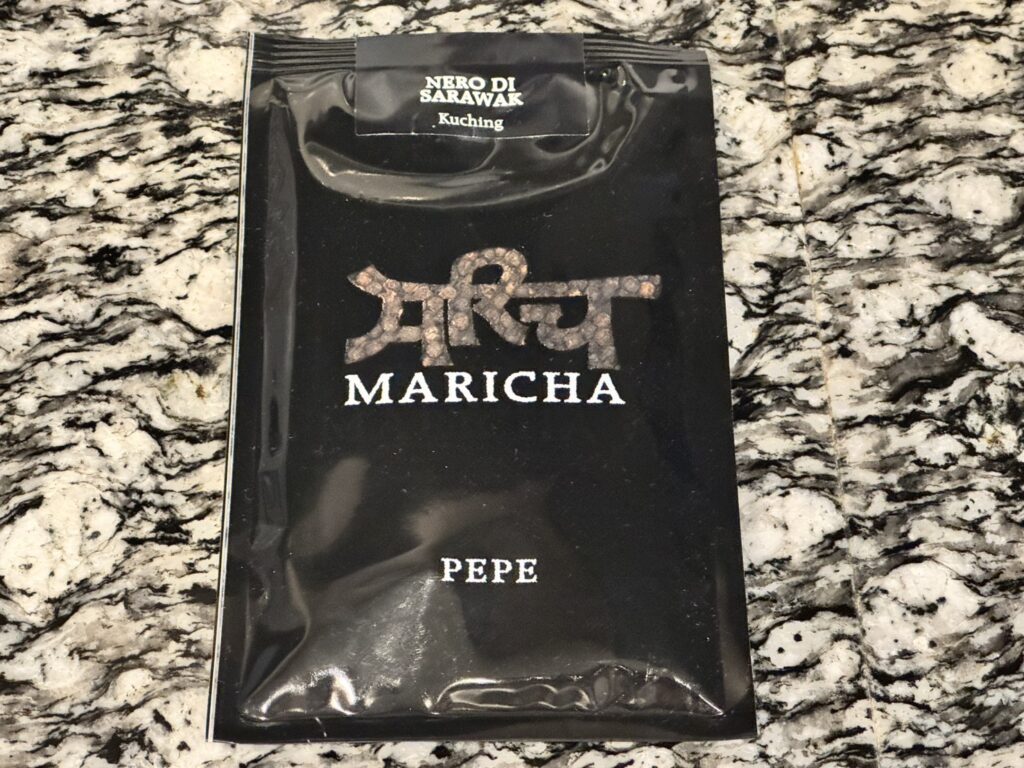 NERO DI
SARAWAK
Kuching
मरिच
MARICHA
PEPE